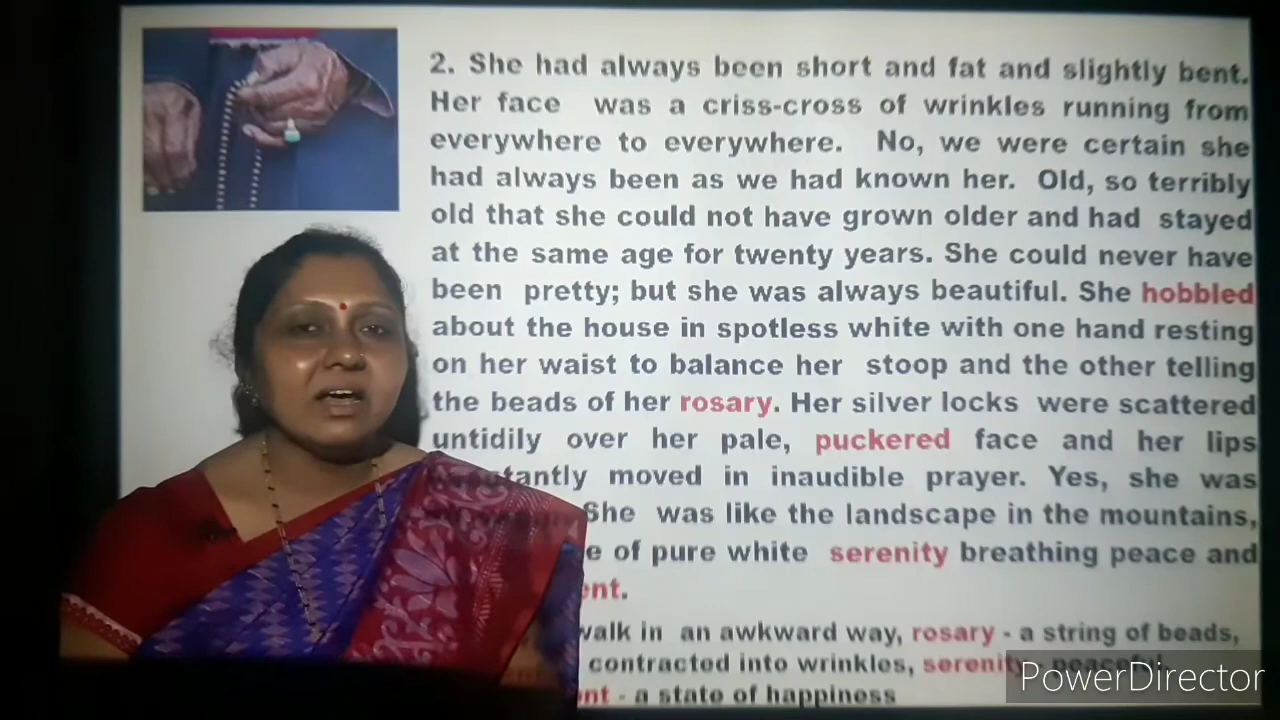 2. She had always been short and fat and slightly bent.
Her face was a criss-cross of wrinkles running from
everywhere to everywhere. No, we were certain she
had always been as we had known her. Old, so terribly
old that she could not have grown older and had stayed
at the same age for twenty years. She could never have
been pretty; but she was always beautiful. She hobbled
about the house in spotless white with one hand resting
on her waist to balance her stoop and the other telling
the beads of her rosary. Her silver locks were scattered
untidily over her pale, puckered face and her lips
moved in inaudible prayer. Yes, she was
She was like the landscape in the mountains,
of pure white serenity breathing peace and
walk in an awkward way, rosary - a string of beads,
contracted into wrinkles, serenity - peaceful,
- a state of happiness
PowerDirector